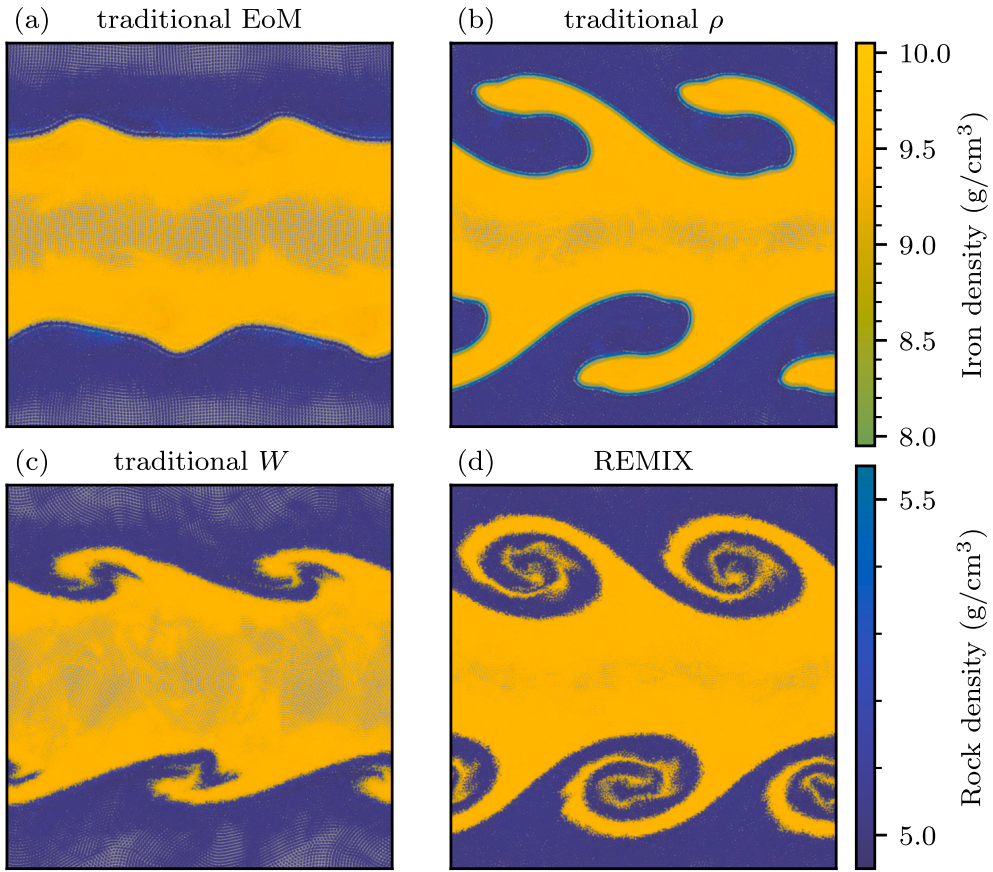 (a) traditional EoM
(b) traditional ρ
10.0
9.5
9.0
8.5
8.0
Iron density (g/cm³)
(c) traditional W
(d) REMIX
5.5
5.0
Rock density (g/cm³)